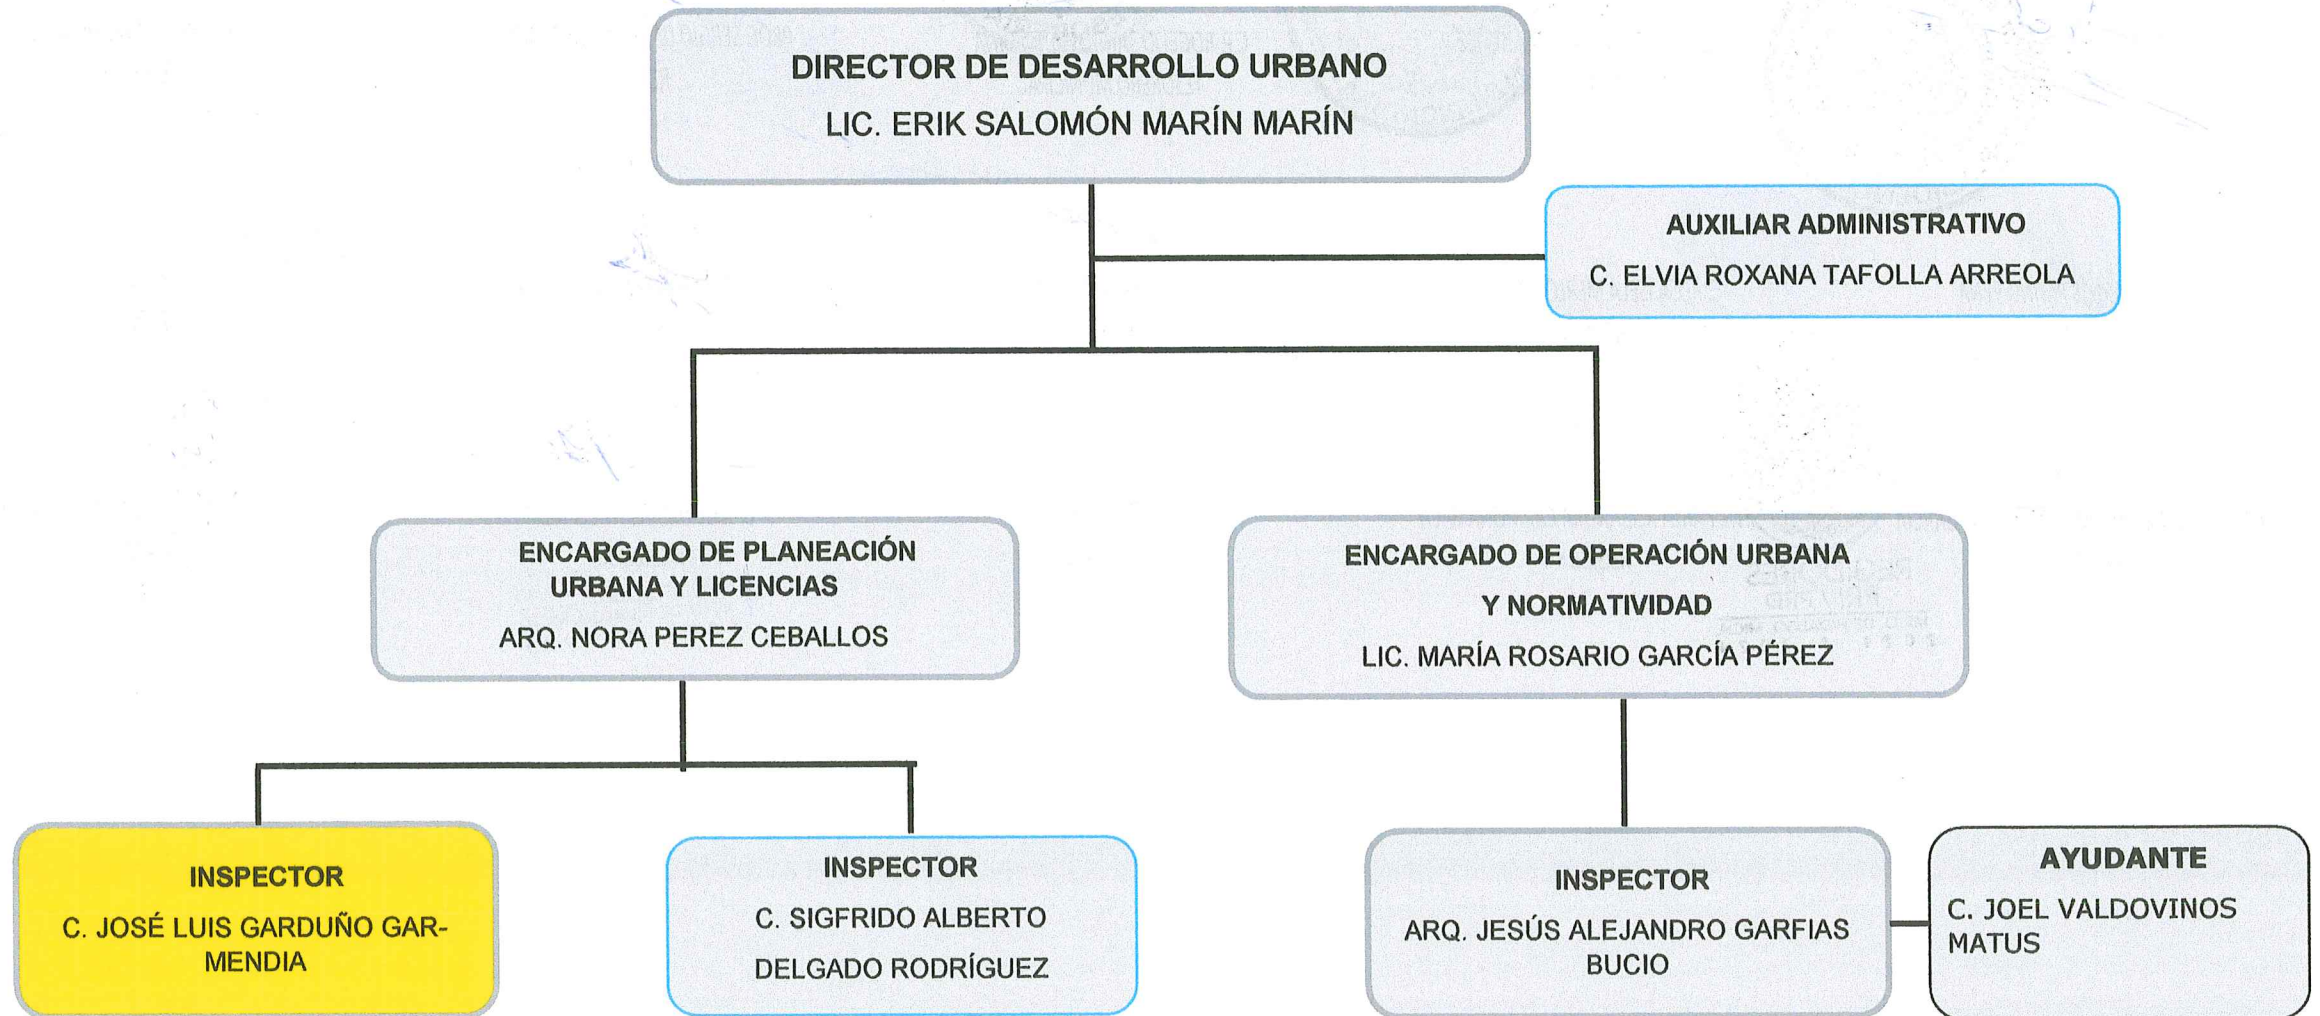 DIRECTOR DE DESARROLLO URBANO
LIC. ERIK SALOMÓN MARÍN MARÍN
AUXILIAR ADMINISTRATIVO
C. ELVIA ROXANA TAFOLLA ARREOLA
ENCARGADO DE PLANEACIÓN
URBANA Y LICENCIAS
ARQ. NORA PEREZ CEBALLOS
ENCARGADO DE OPERACIÓN URBANA
Y NORMATIVIDAD
LIC. MARÍA ROSARIO GARCÍA PÉREZ
INSPECTOR
C. JOSÉ LUIS GARDUÑO GAR-
MENDIA
INSPECTOR
C. SIGFRIDO ALBERTO
DELGADO RODRÍGUEZ
INSPECTOR
ARQ. JESÚS ALEJANDRO GARFIAS
BUCIO
AYUDANTE
C. JOEL VALDOVINOS
MATUS